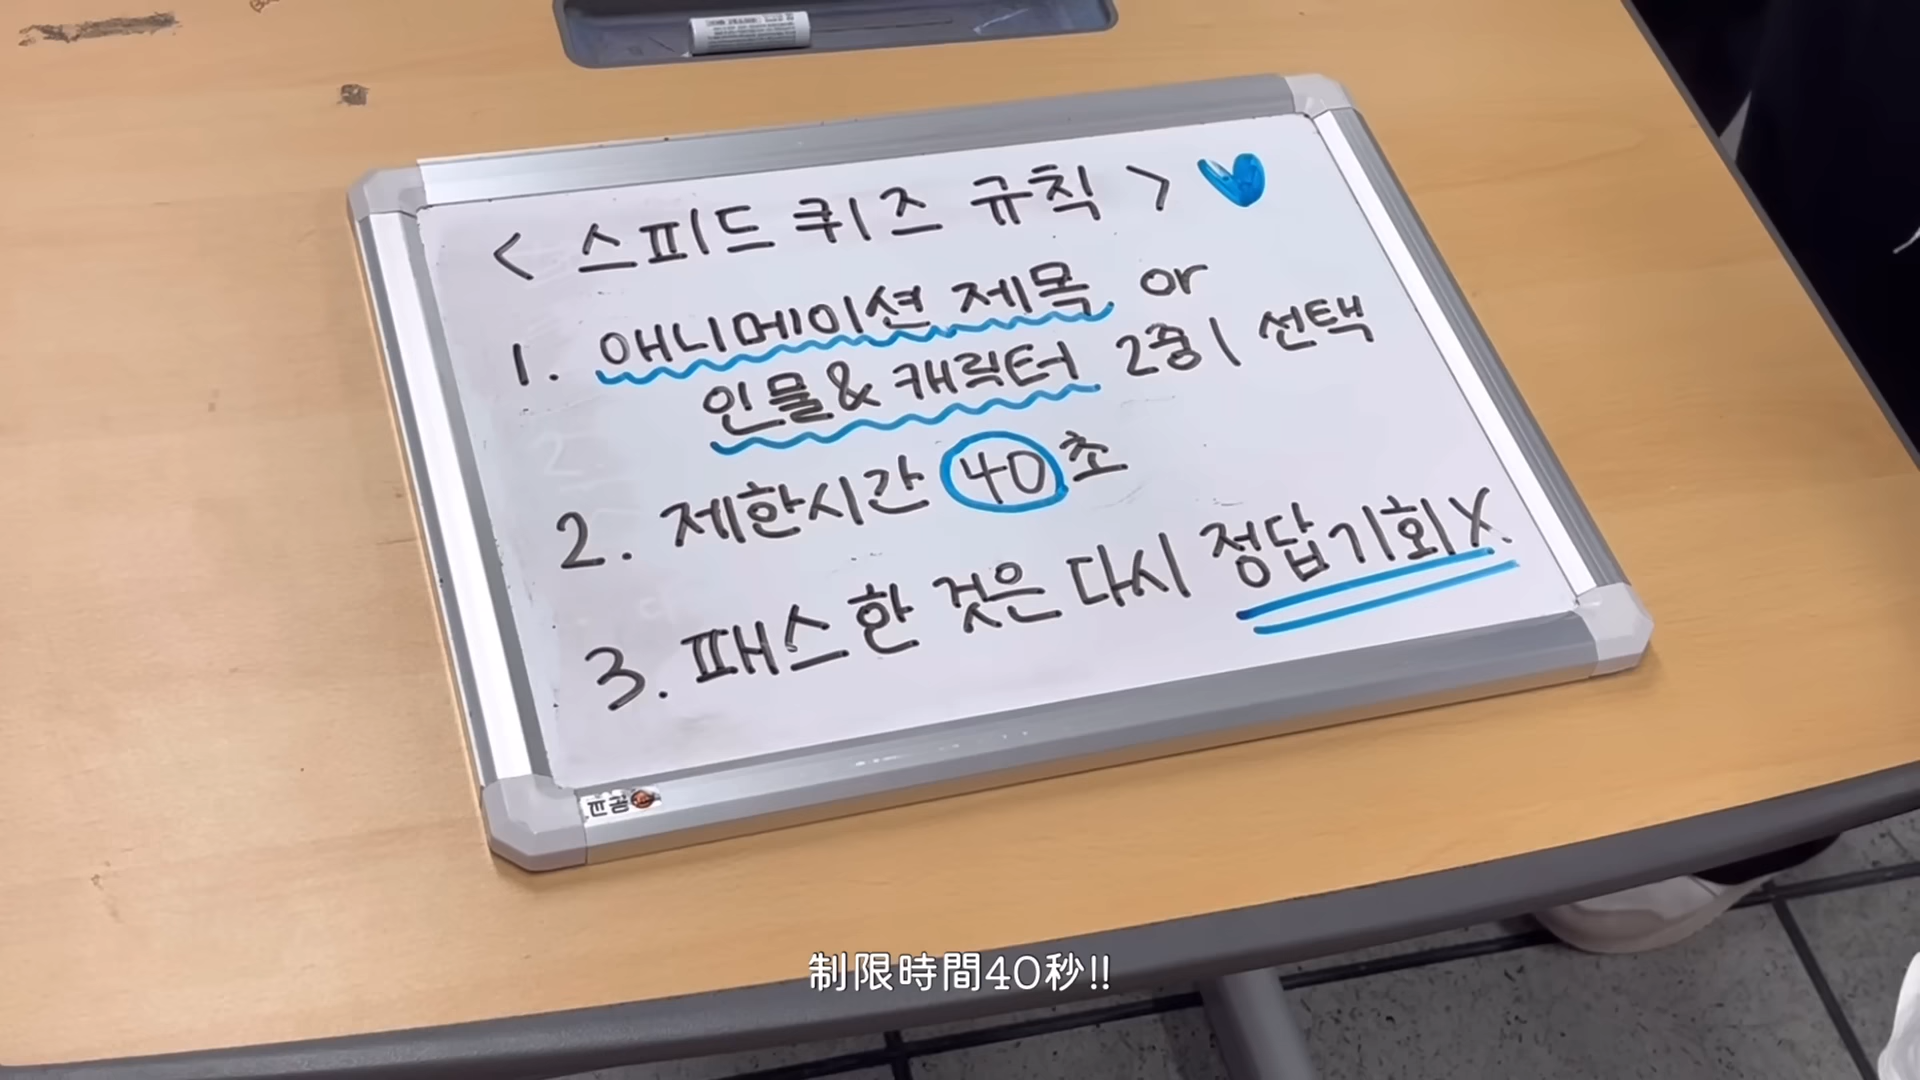 < 스피드 퀴즈 규칙 >
1. 애니메이션 제목 or
인물&캐릭터 2중 1 선택
2. 제한시간 40초
3. 패스한 것은 다시 정답기회X
制限時間40秒!!